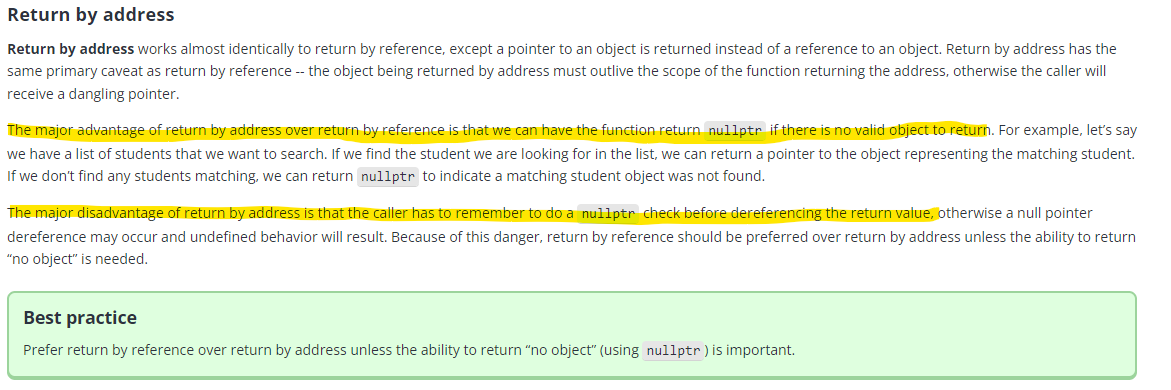 Return by address
Return by address works almost identically to return by reference, except a pointer to an object is returned instead of a reference to an object. Return by address has the
same primary caveat as return by reference -- the object being returned by address must outlive the scope of the function returning the address, otherwise the caller will
receive a dangling pointer.
The major advantage of return by address over return by reference is that we can have the function return nullptr if there is no valid object to return. For example, let’s say
we have a list of students that we want to search. If we find the student we are looking for in the list, we can return a pointer to the object representing the matching student.
If we don’t find any students matching, we can return nullptr to indicate a matching student object was not found.
The major disadvantage of return by address is that the caller has to remember to do a nullptr check before dereferencing the return value, otherwise a null pointer
dereference may occur and undefined behavior will result. Because of this danger, return by reference should be preferred over return by address unless the ability to return
“no object” is needed.
Best practice
Prefer return by reference over return by address unless the ability to return “no object” (using nullptr) is important.